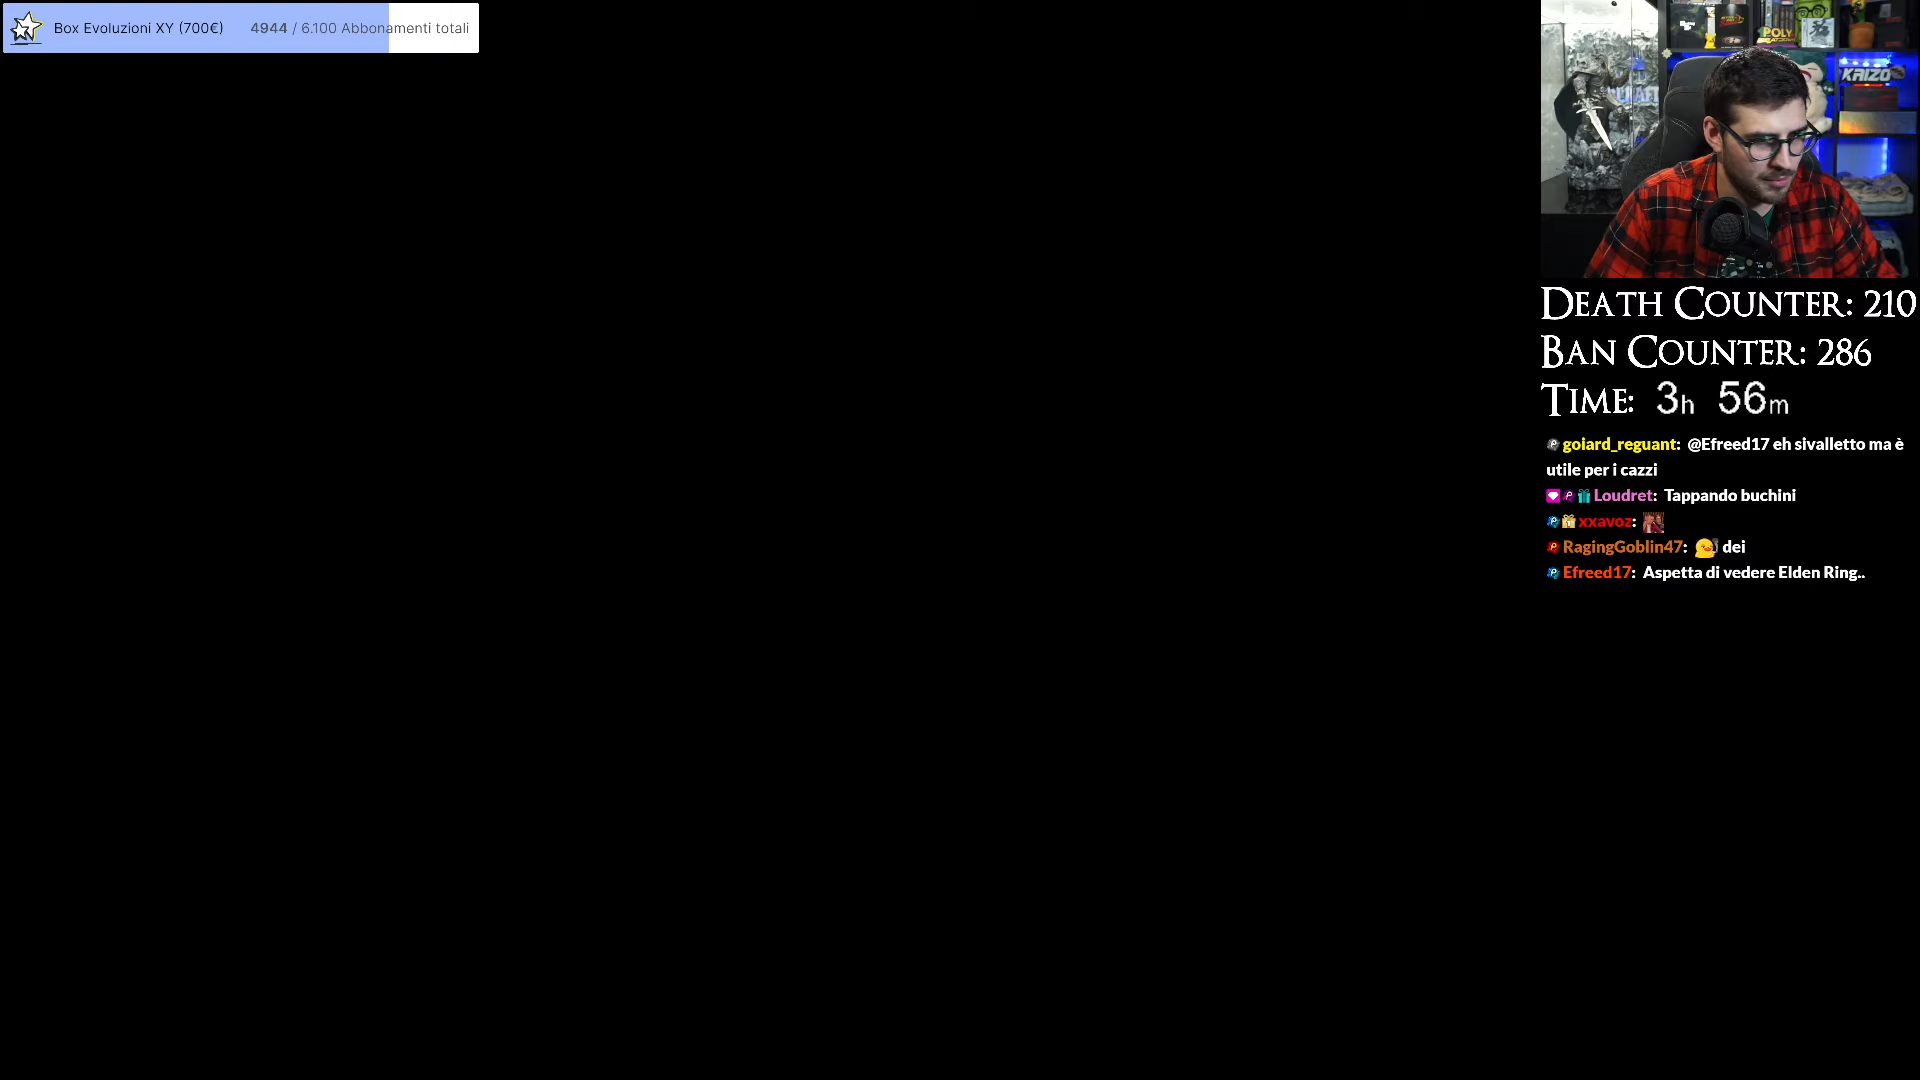 Box Evoluzioni XY (700€) 4944 / 6.100 Abbonamenti totali
POLY
KAIZO
DEATH COUNTER: 210
BAN COUNTER: 286
TIME: 3h 56m
goiard_reguant: @Efreed17 eh sivalletto ma è
utile per i cazzi
Loudret: Tappando buchini
xxavoz:
RagingGoblin47: dei
Efreed17: Aspetta di vedere Elden Ring..